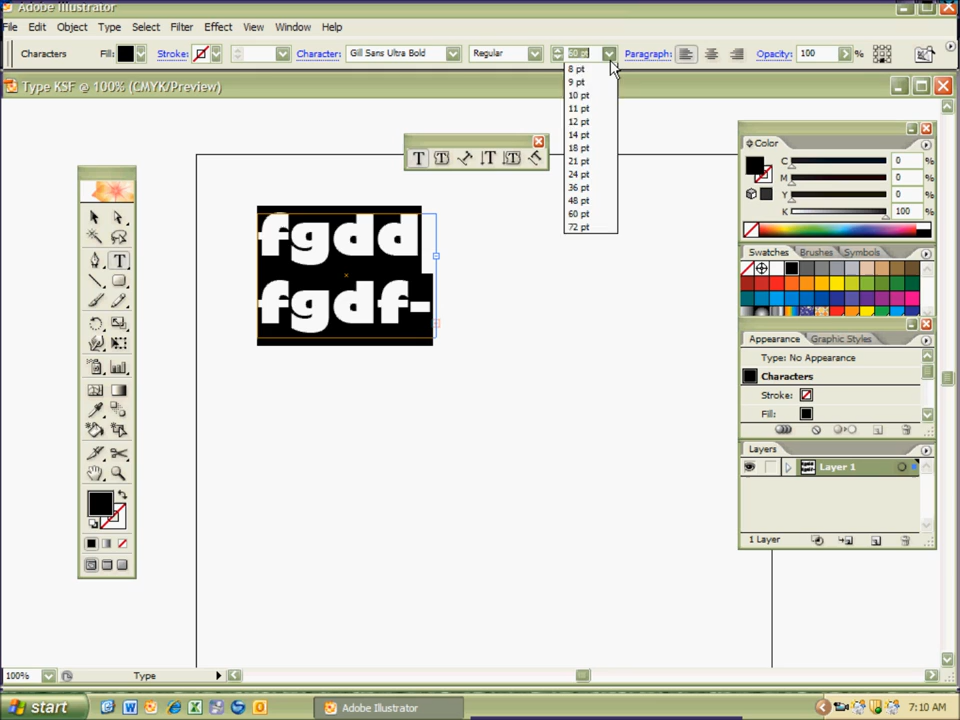 Adobe Illustrator
File Edit Object Type Select Filter Effect View Window Help
Characters Fill: Stroke: Character: Gill Sans Ultra Bold Regular 60 pt Paragraph: Opacity: 100 %
8 pt
9 pt
10 pt
11 pt
12 pt
14 pt
18 pt
21 pt
24 pt
36 pt
48 pt
60 pt
72 pt
Type KSF @ 100% (CMYK/Preview)
fgdd
fgdf-
Color
C 0 %
M 0 %
Y 0 %
K 100 %
Swatches Brushes Symbols
Appearance Graphic Styles
Type: No Appearance
Characters
Stroke:
Fill:
Layers
Layer 1
1 Layer
100% Type
start Adobe Illustrator 7:10 AM